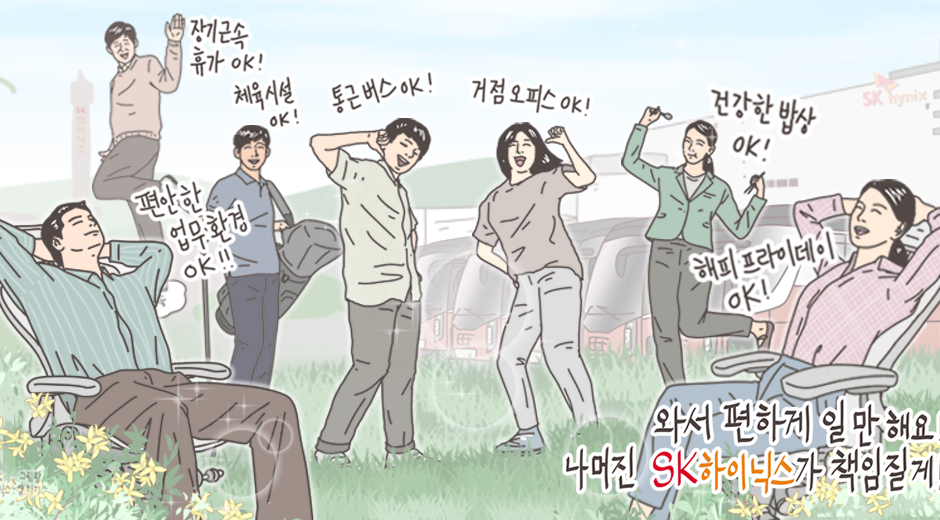 장기근속
휴가 OK!
체육시설
OK!
통근버스 OK!
거점오피스 OK!
건강한 밥상
OK!
SK hynix
편안한
업무환경
OK!!
해피 프라이데이
OK!
와서 편하게 일만해요.
나머진 SK하이닉스가 책임질게!